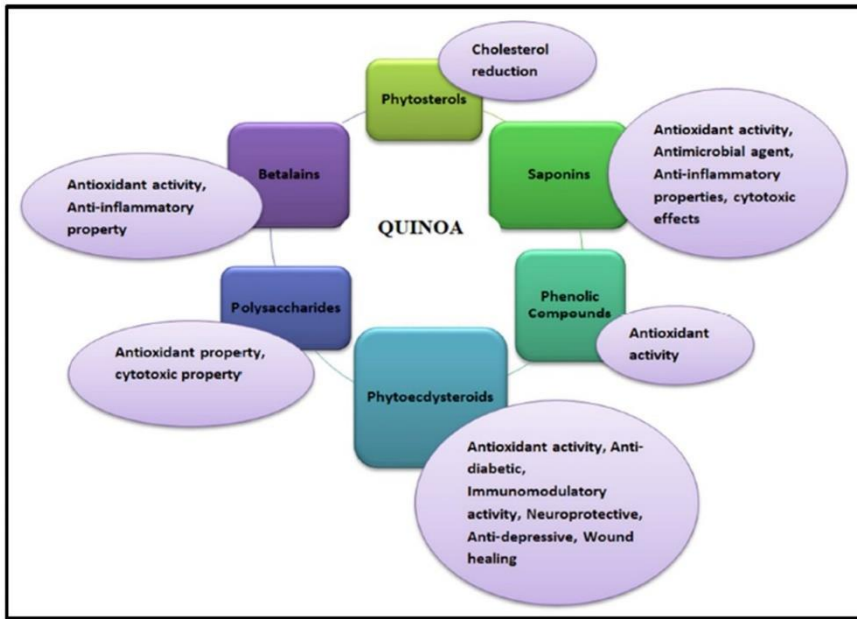 Cholesterol
reduction
Phytosterols
Antioxidant activity,
Antimicrobial agent,
Anti-inflammatory
properties, cytotoxic
effects
Saponins
Betalains
Antioxidant activity,
Anti-inflammatory
property
QUINOA
Polysaccharides
Antioxidant property,
cytotoxic property
Phenolic
Compounds
Antioxidant
activity
Phytoecdysteroids
Antioxidant activity, Anti-
diabetic,
Immunomodulatory
activity, Neuroprotective,
Anti-depressive, Wound
healing